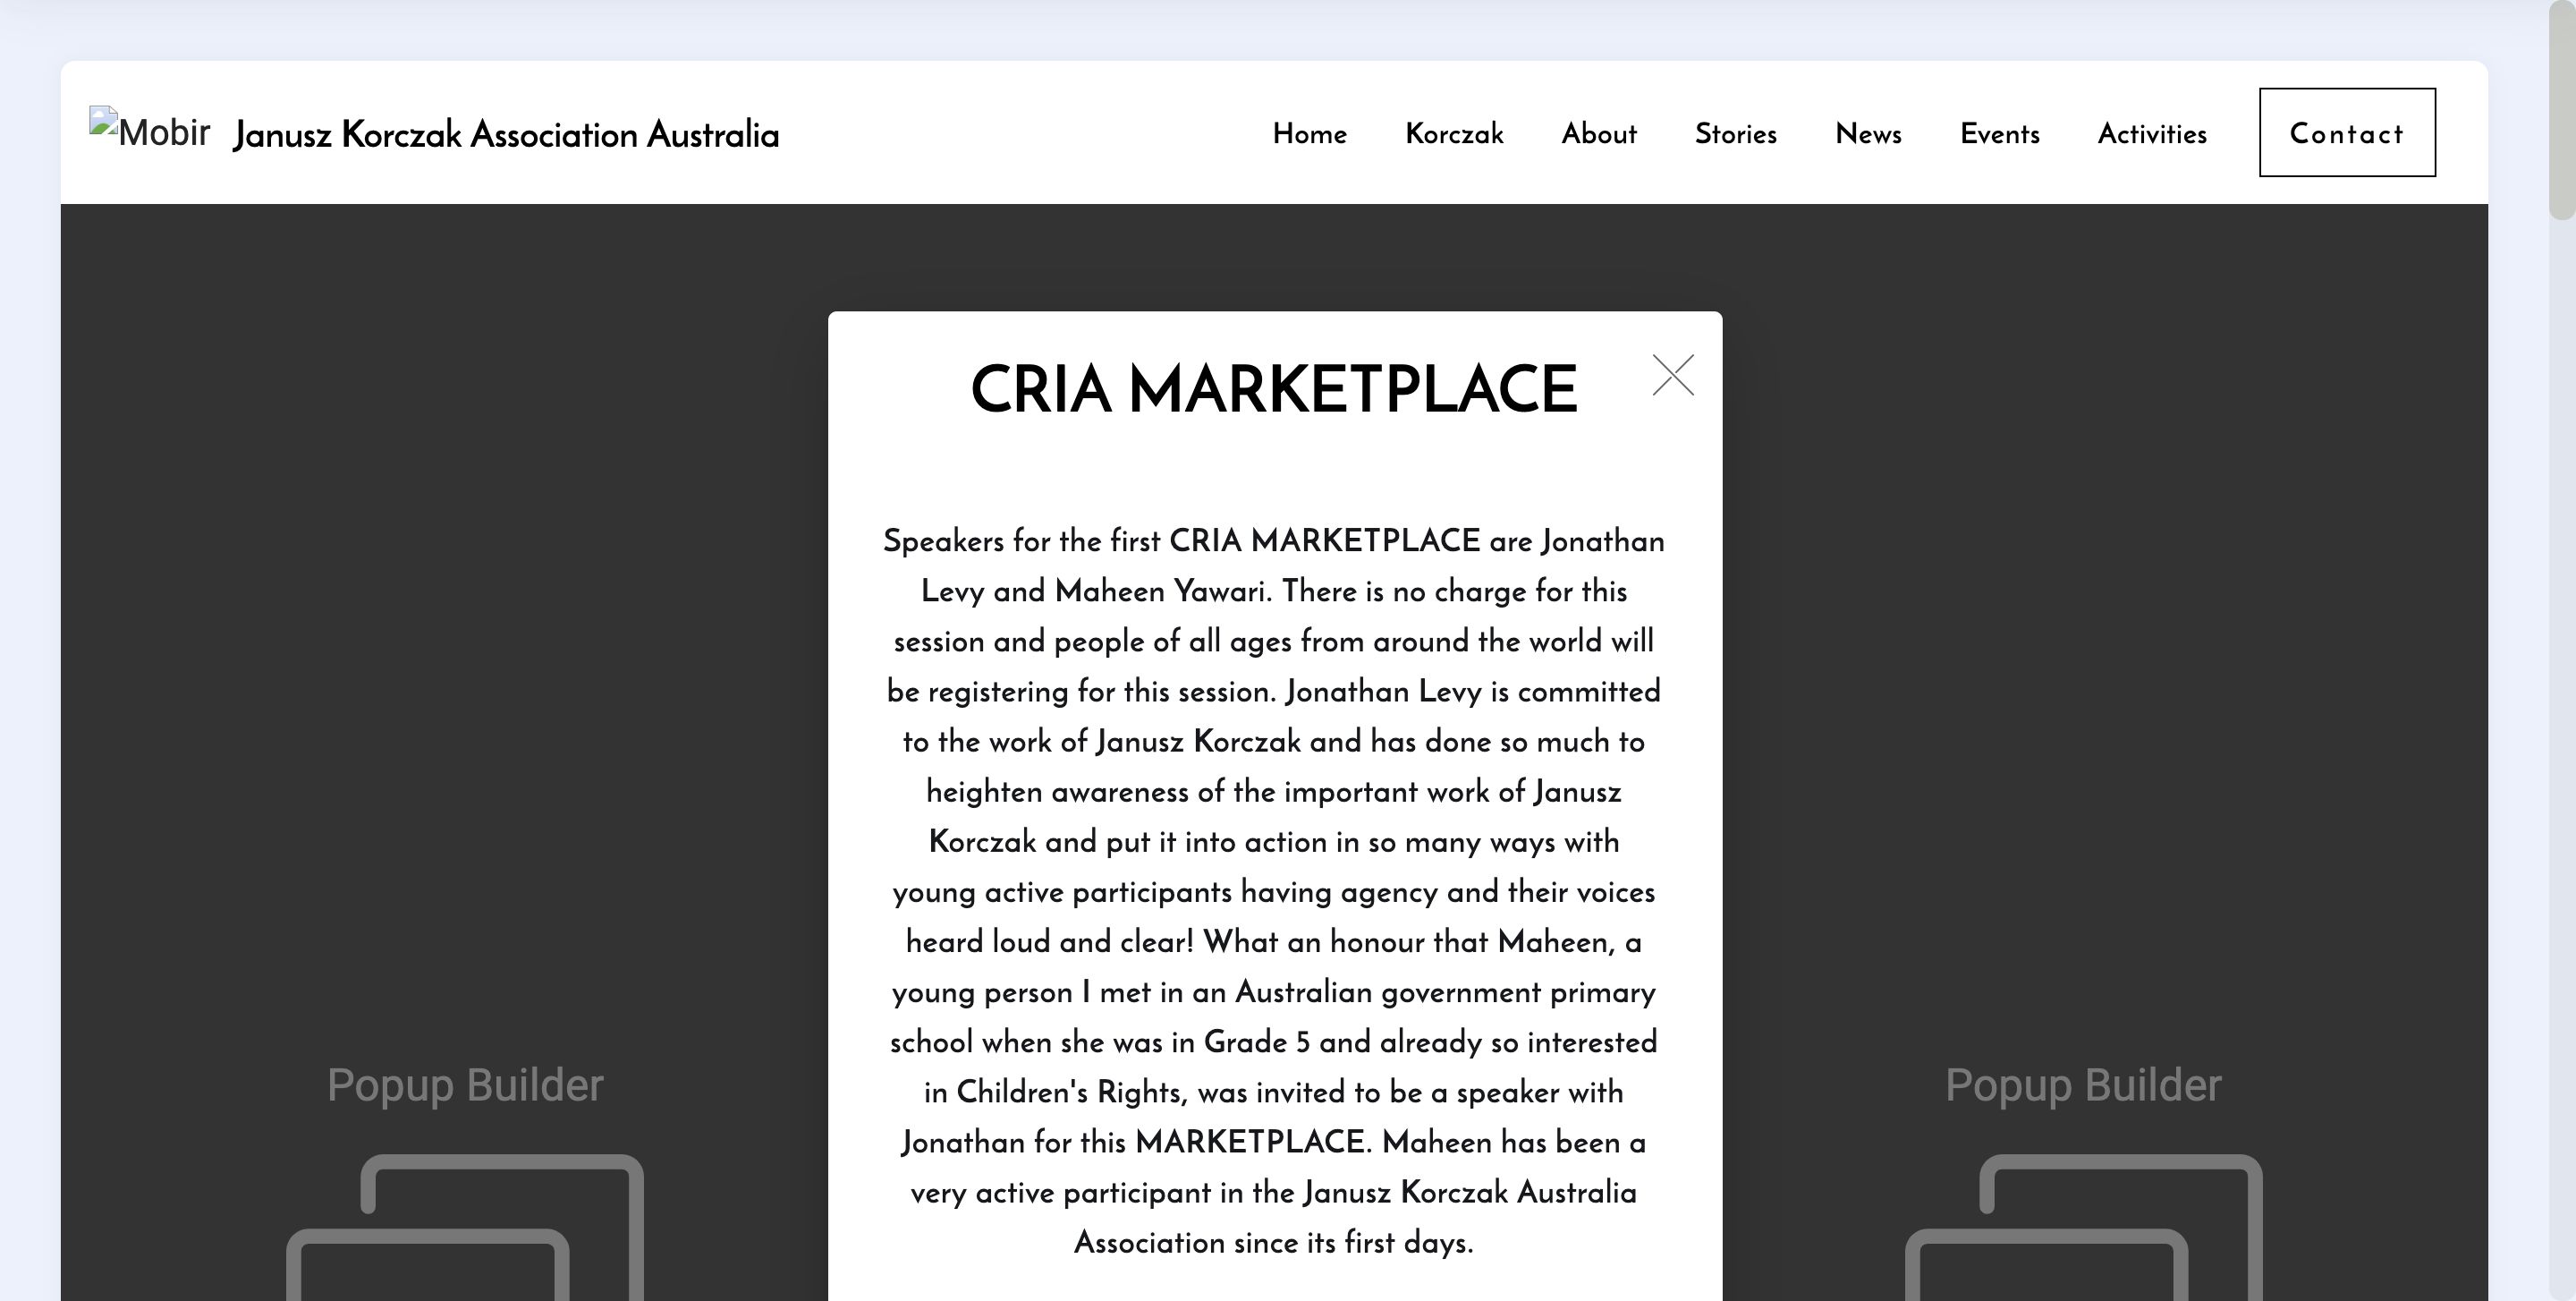 Mobir
Janusz Korczak Association Australia
Home
Korczak
About
Stories
News
Events
Activities
Contact
CRIA MARKETPLACE
Speakers for the first CRIA MARKETPLACE are Jonathan
Levy and Maheen Yawari. There is no charge for this
session and people of all ages from around the world will
be registering for this session. Jonathan Levy is committed
to the work of Janusz Korczak and has done so much to
heighten awareness of the important work of Janusz
Korczak and put it into action in so many ways with
young active participants having agency and their voices
heard loud and clear! What an honour that Maheen, a
young person I met in an Australian government primary
school when she was in Grade 5 and already so interested
in Children's Rights, was invited to be a speaker with
Jonathan for this MARKETPLACE. Maheen has been a
very active participant in the Janusz Korczak Australia
Association since its first days.
Popup Builder
Popup Builder